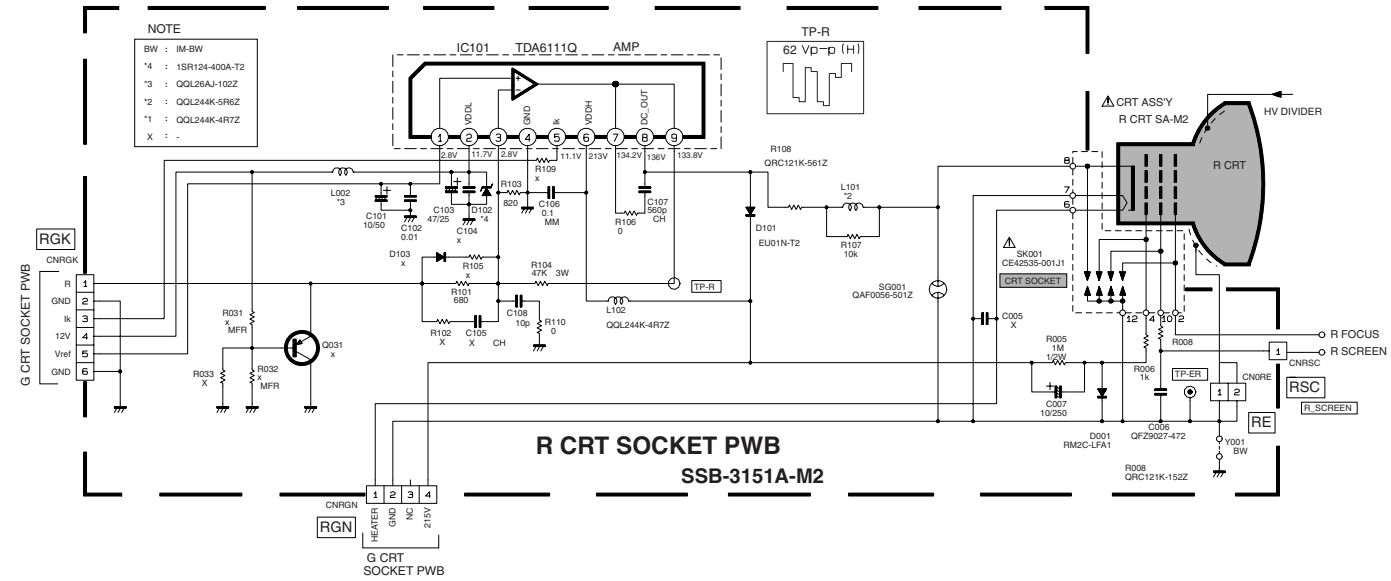 NOTE
BW : IM-BW
*4 : 1SR124-400A-T2
*3 : QQL26AJ-102Z
*2 : QQL244K-5R6Z
*1 : QQL244K-4R7Z
X : -
IC101 TDA6111Q AMP
VDDL
GND
Ik
VDDH
DC_OUT
1 2 3 4 5 6 7 8 9
2.8V 11.7V 2.8V 11.1V 213V 134.2V 136V 133.8V
TP-R
62 Vp-p (H)
CRT ASS'Y
R CRT SA-M2
HV DIVIDER
R CRT
8
7
6
R108
QRC121K-561Z
R109
x
L002
*3
C101
10/50
C102
0.01
C103
47/25
D102
*4
C104
x
R103
820
C106
0.1
MM
R106
0
C107
560p
CH
D101
EU01N-T2
L101
*2
R107
10k
SK001
CE42535-001J1
CRT SOCKET
SG001
QAF0056-501Z
RGK
CNRGK
G CRT SOCKET PWB
R 1
GND 2
Ik 3
12V 4
Vref 5
GND 6
D103
x
R105
x
R101
680
R104
47K 3W
TP-R
R102
X
C105
X
CH
C108
10p
R110
0
L102
QQL244K-4R7Z
R031
x
MFR
R033
X
R032
x
MFR
Q031
x
C005
X
R005
1M
1/2W
C007
10/250
D001
RM2C-LFA1
12 4 10 2
R006
1k
R008
TP-ER
C006
QFZ9027-472
R008
QRC121K-152Z
CN0RE
1 2
RE
Y001
BW
R FOCUS
R SCREEN
1
CNRSC
RSC
R_SCREEN
R CRT SOCKET PWB
SSB-3151A-M2
CNRGN
1 2 3 4
RGN
HEATER
GND
NC
215V
G CRT
SOCKET PWB